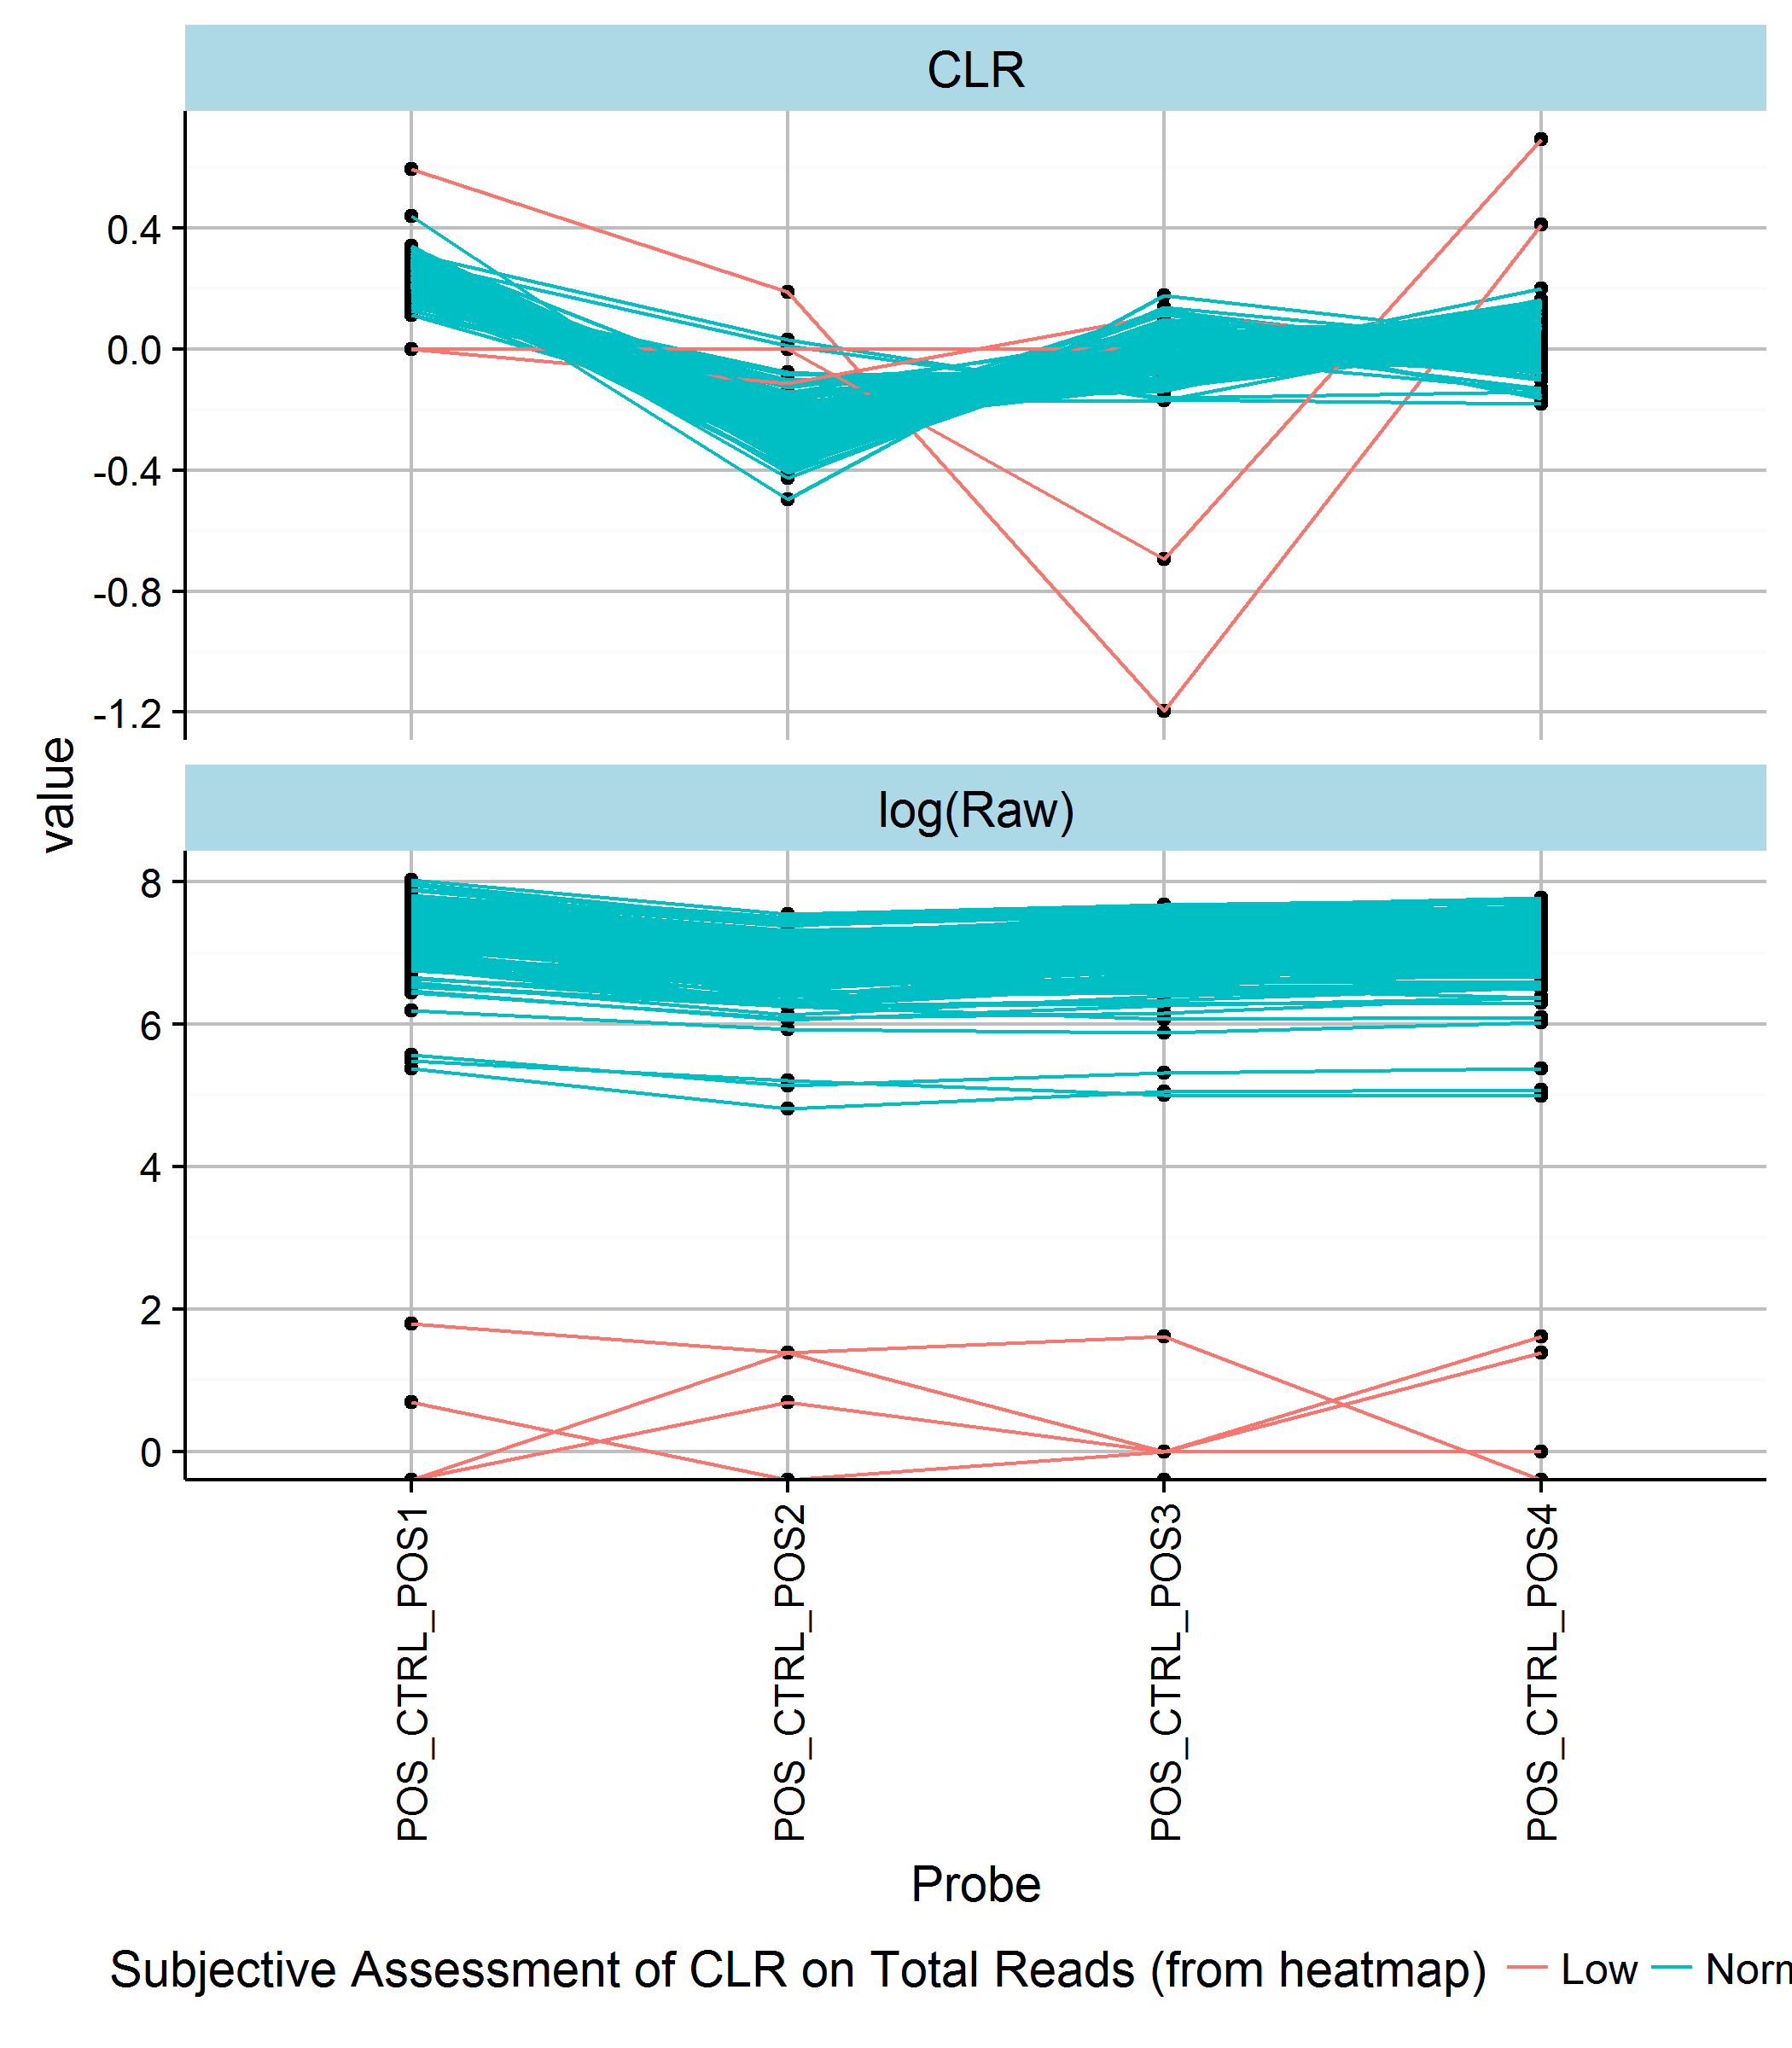 CLR
0.4
0.0
-0.4
-0.8
-1.2
value
log(Raw)
8
6
4
2
0
POS_CTRL_POS1
POS_CTRL_POS2
POS_CTRL_POS3
POS_CTRL_POS4
Probe
Subjective Assessment of CLR on Total Reads (from heatmap) Low